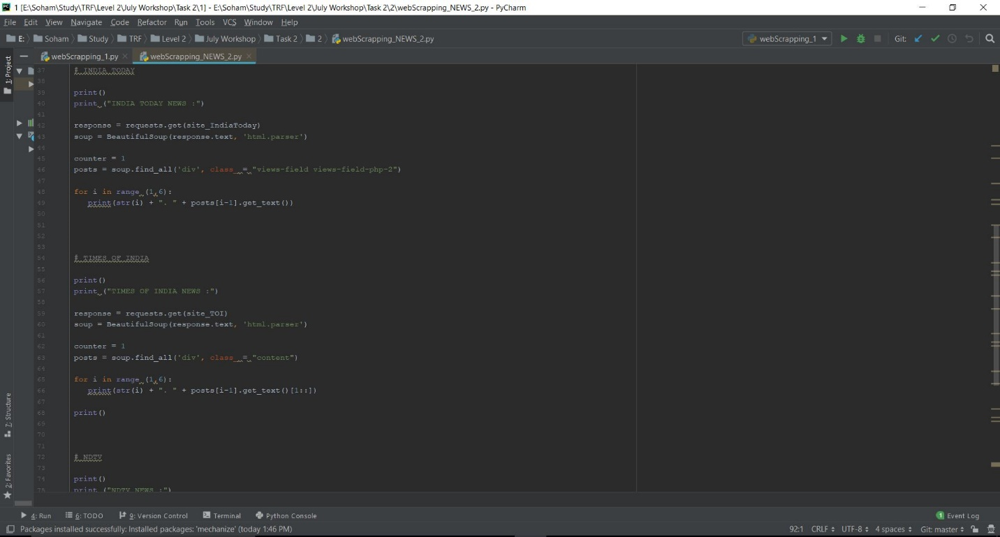 1 [E:\Soham\Study\TRF\Level 2\July Workshop\Task 2\1] - E:\Soham\Study\TRF\Level 2\July Workshop\Task 2\2\webScrapping_NEWS_2.py - PyCharm
File Edit View Navigate Code Refactor Run Tools VCS Window Help
E: Soham Study TRF Level 2 July Workshop Task 2 2 webScrapping_NEWS_2.py webScrapping_1 Git:
webScrapping_1.py webScrapping_NEWS_2.py
1: Project
37 # INDIA TODAY
38
39 print()
40 print ("INDIA TODAY NEWS :")
41
42 response = requests.get(site_IndiaToday)
43 soup = BeautifulSoup(response.text, 'html.parser')
44
45 counter = 1
46 posts = soup.find_all('div', class_ = "views-field views-field-php-2")
47
48 for i in range (1,6):
49 print(str(i) + ". " + posts[i-1].get_text())
50
51
52
53
54 # TIMES OF INDIA
55
56 print()
57 print ("TIMES OF INDIA NEWS :")
58
59 response = requests.get(site_TOI)
60 soup = BeautifulSoup(response.text, 'html.parser')
61
62 counter = 1
63 posts = soup.find_all('div', class_ = "content")
64
65 for i in range (1,6):
66 print(str(i) + ". " + posts[i-1].get_text()[1::])
67
68 print()
69
70
71
72 # NDTV
73
74 print()
75 print ("NDTV NEWS :")
7: Structure
2: Favorites
4: Run 6: TODO 9: Version Control Terminal Python Console 1 Event Log
Packages installed successfully: Installed packages: 'mechanize' (today 1:46 PM) 92:1 CRLF UTF-8 4 spaces Git: master